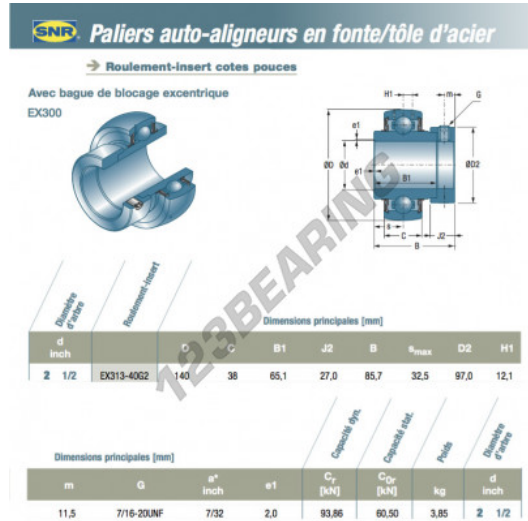 SNR Paliers auto-aligneurs en fonte/tôle d'acier
Roulement-insert cotes pouces
Avec bague de blocage excentrique
EX300
H1 m G
e1
ØD Ød ØD2
e1 B1
s
C J2
B
123BEARING
Diamètre d'arbre Roulement-insert Dimensions principales [mm]
d inch D C B1 J2 B smax D2 H1
2 1/2 EX313-40G2 140 38 65,1 27,0 85,7 32,5 97,0 12,1
Dimensions principales [mm] Capacité dyn. Capacité stat. Poids Diamètre d'arbre
m G a* inch e1 Cr [kN] C0r [kN] kg d inch
11,5 7/16-20UNF 7/32 2,0 93,86 60,50 3,85 2 1/2